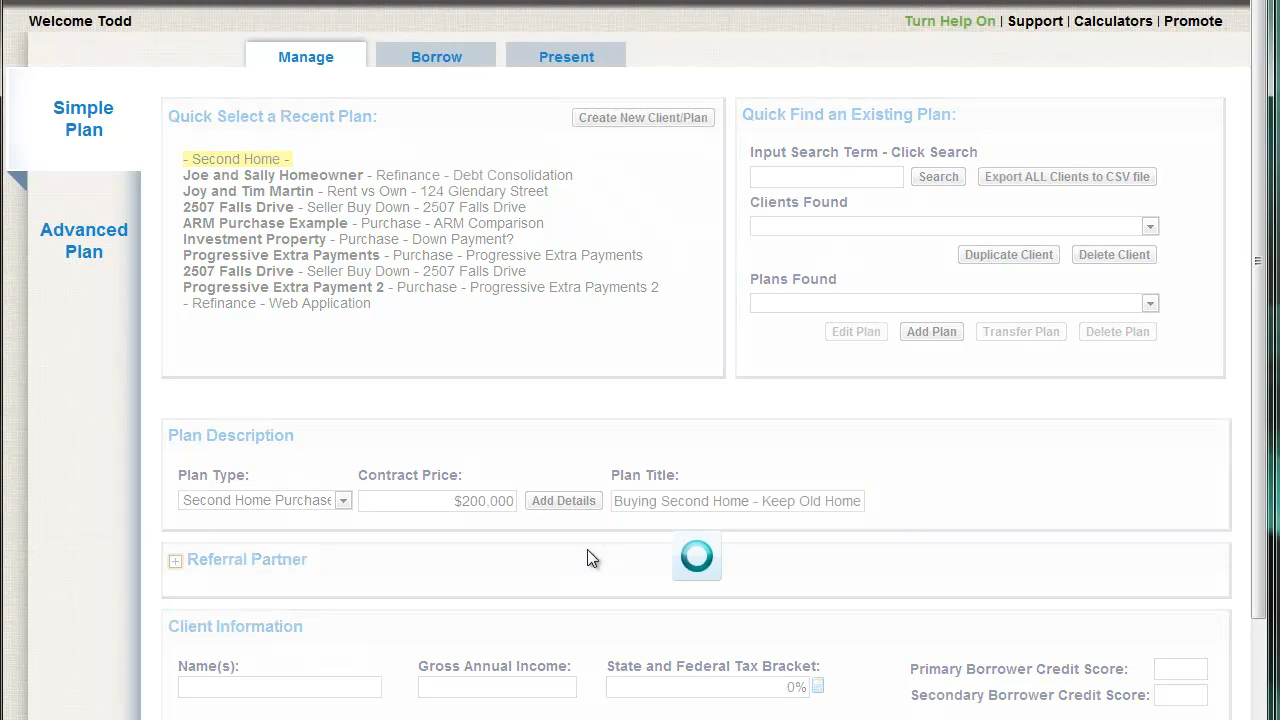 Welcome Todd
Turn Help On | Support | Calculators | Promote
Manage
Borrow
Present
Simple
Plan
Advanced
Plan
Quick Select a Recent Plan:
Create New Client/Plan
- Second Home -
Joe and Sally Homeowner - Refinance - Debt Consolidation
Joy and Tim Martin - Rent vs Own - 124 Glendary Street
2507 Falls Drive - Seller Buy Down - 2507 Falls Drive
ARM Purchase Example - Purchase - ARM Comparison
Investment Property - Purchase - Down Payment?
Progressive Extra Payments - Purchase - Progressive Extra Payments
2507 Falls Drive - Seller Buy Down - 2507 Falls Drive
Progressive Extra Payment 2 - Purchase - Progressive Extra Payments 2
- Refinance - Web Application
Quick Find an Existing Plan:
Input Search Term - Click Search
Search
Export ALL Clients to CSV file
Clients Found
Duplicate Client
Delete Client
Plans Found
Edit Plan
Add Plan
Transfer Plan
Delete Plan
Plan Description
Plan Type:
Contract Price:
Plan Title:
Second Home Purchase
$200,000
Add Details
Buying Second Home - Keep Old Home
Referral Partner
Client Information
Name(s):
Gross Annual Income:
State and Federal Tax Bracket:
0%
Primary Borrower Credit Score:
Secondary Borrower Credit Score: